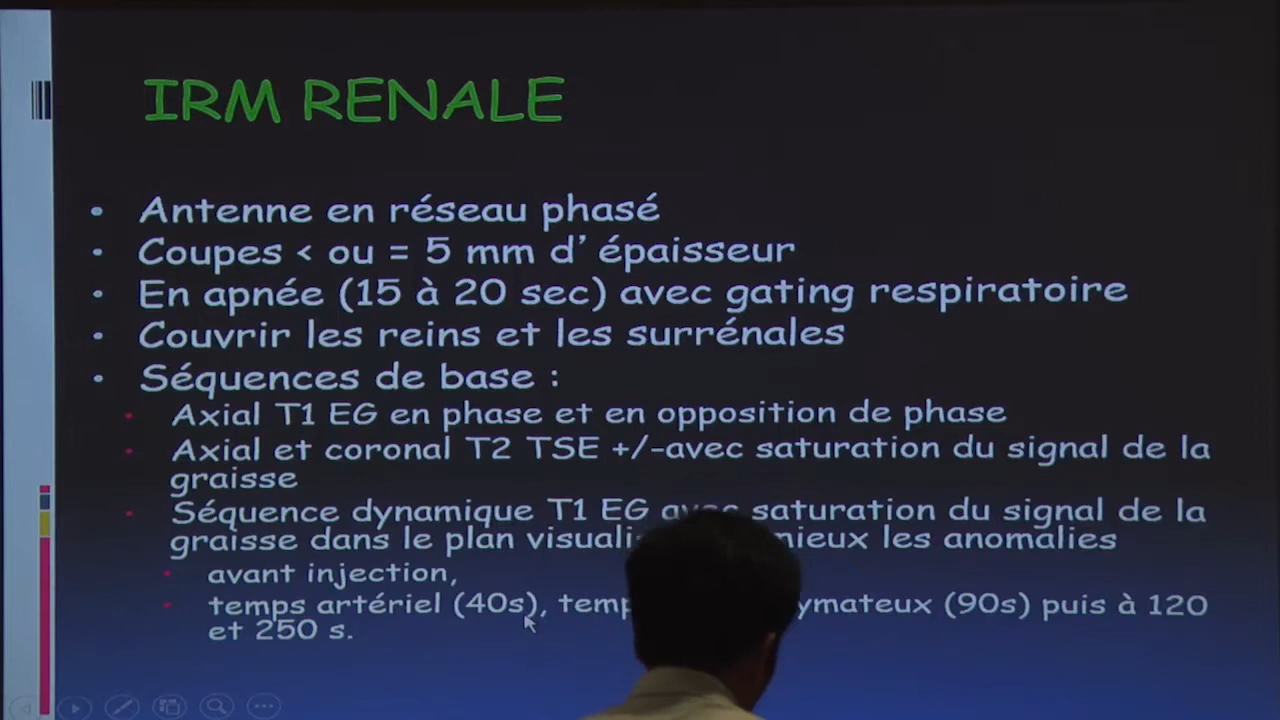 IRM RENALE
• Antenne en réseau phasé
• Coupes < ou = 5 mm d’ épaisseur
• En apnée (15 à 20 sec) avec gating respiratoire
• Couvrir les reins et les surrénales
• Séquences de base :
• Axial T1 EG en phase et en opposition de phase
• Axial et coronal T2 TSE +/-avec saturation du signal de la
graisse
• Séquence dynamique T1 EG avec saturation du signal de la
graisse dans le plan mieux les anomalies
• avant injection,
• temps artériel (40s), (90s) puis à 120
et 250 s.